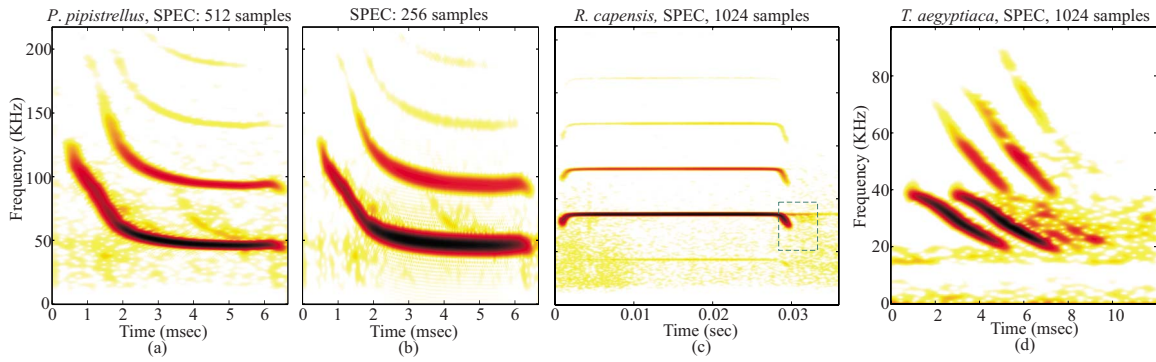 P. pipistrellus, SPEC: 512 samples
SPEC: 256 samples
R. capensis, SPEC, 1024 samples
T. aegyptiaca, SPEC, 1024 samples
Frequency (KHz)
200
150
100
50
0
0 1 2 3 4 5 6
Time (msec)
(a)
0 1 2 3 4 5 6
Time (msec)
(b)
0.01 0.02 0.03
Time (sec)
(c)
Frequency (kHz)
80
60
40
20
0
0 2 4 6 8 10
Time (msec)
(d)